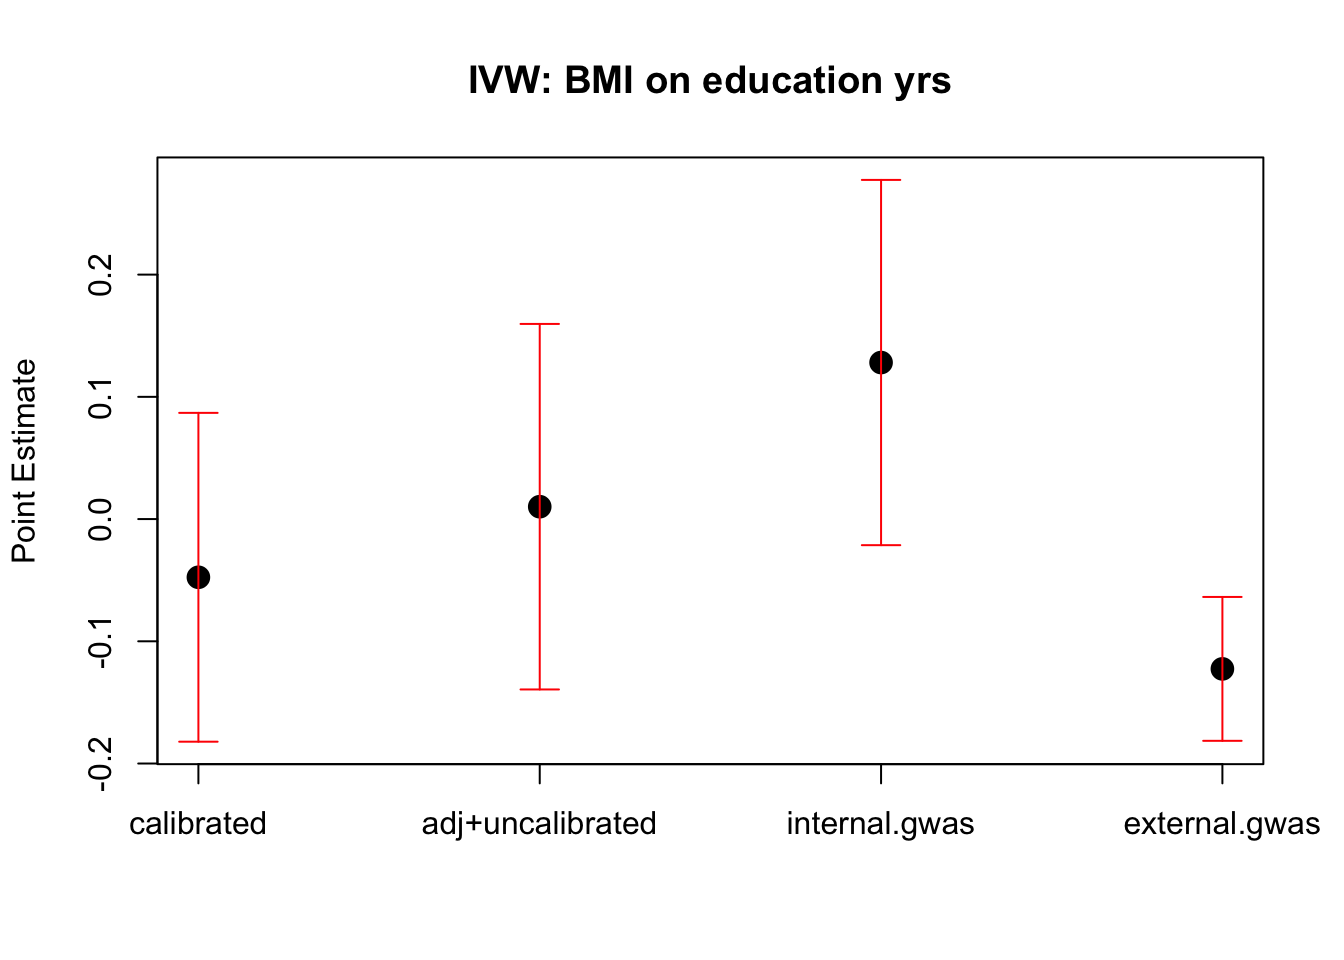 IVW: BMI on education yrs
Point Estimate
0.2
0.1
0.0
-0.1
-0.2
calibrated
adj+uncalibrated
internal.gwas
external.gwas